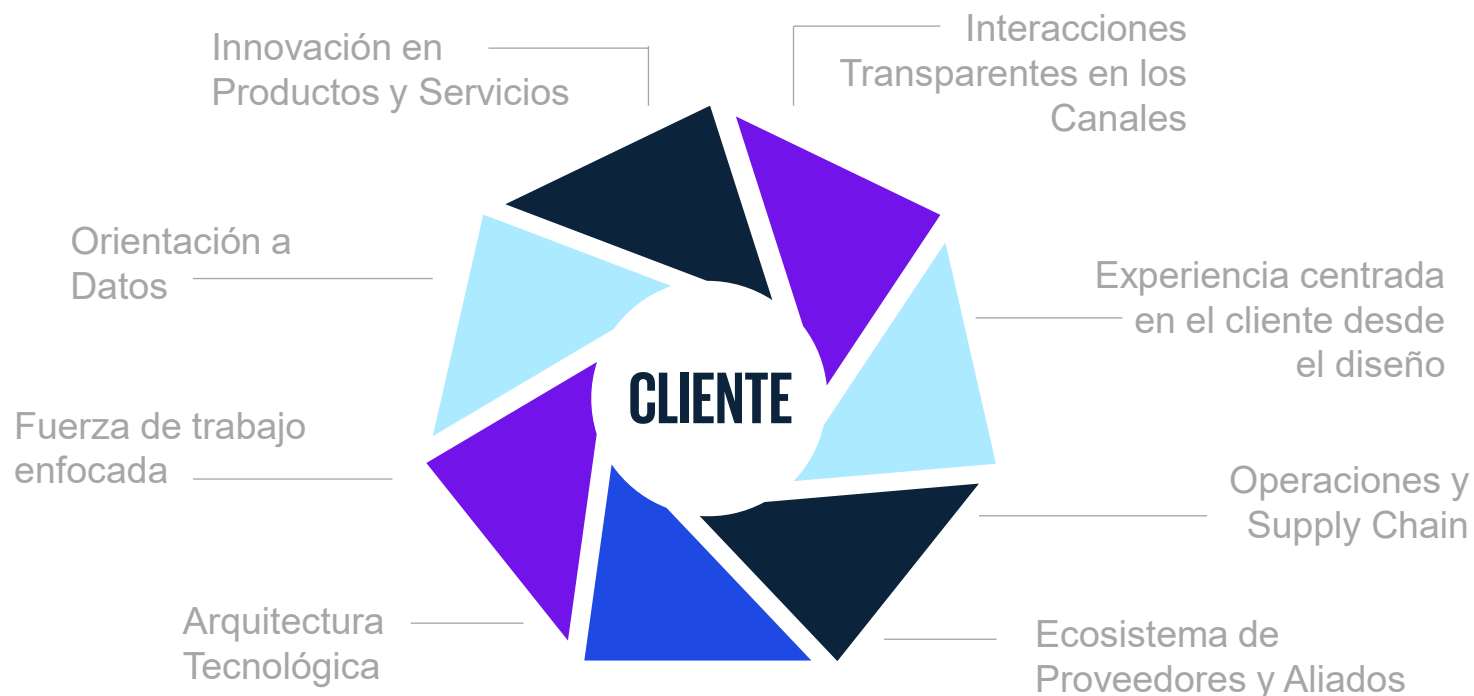 Innovación en
Productos y Servicios
Interacciones
Transparentes en los
Canales
Orientación a
Datos
Experiencia centrada
en el cliente desde
el diseño
CLIENTE
Fuerza de trabajo
enfocada
Operaciones y
Supply Chain
Arquitectura
Tecnológica
Ecosistema de
Proveedores y Aliados